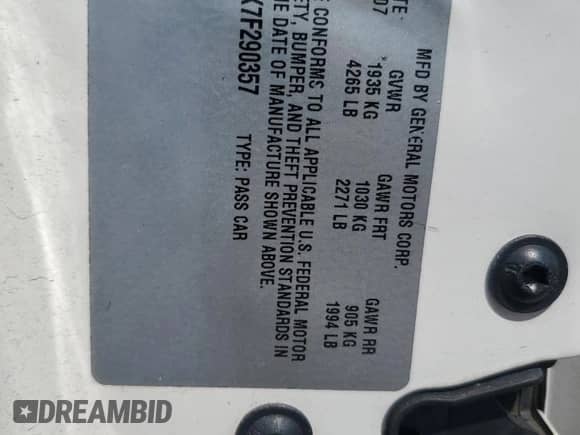 MFD BY GENERAL MOTORS CORP.
07
GVWR GAWR FRT GAWR RR
1935 KG 1030 KG 905 KG
4265 LB 2271 LB 1994 LB
CONFORMS TO ALL APPLICABLE U.S. FEDERAL MOTOR
BUMPER, AND THEFT PREVENTION STANDARDS IN
DATE OF MANUFACTURE SHOWN ABOVE.
7F290357 TYPE: PASS CAR
DREAMBID